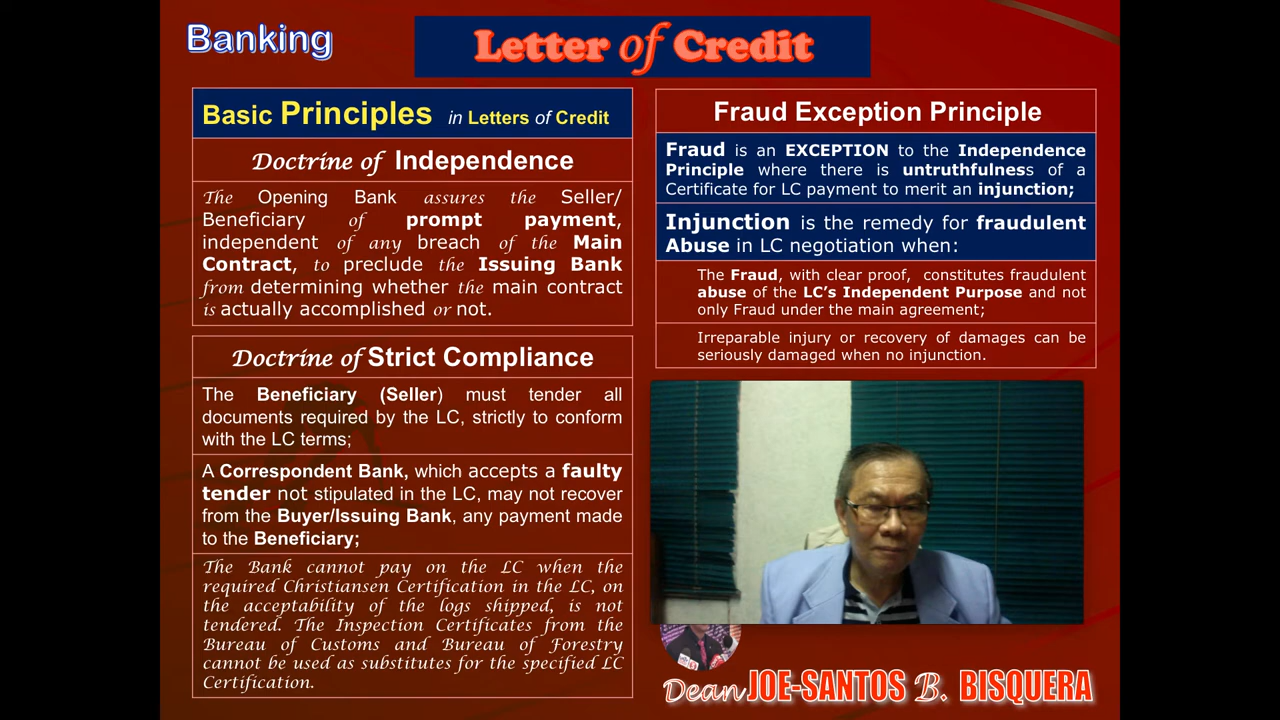 Banking
Letter of Credit
Basic Principles in Letters of Credit
Doctrine of Independence
The Opening Bank assures the Seller/
Beneficiary of prompt payment,
independent of any breach of the Main
Contract, to preclude the Issuing Bank
from determining whether the main contract
is actually accomplished or not.
Doctrine of Strict Compliance
The Beneficiary (Seller) must tender all
documents required by the LC, strictly to conform
with the LC terms;
A Correspondent Bank, which accepts a faulty
tender not stipulated in the LC, may not recover
from the Buyer/Issuing Bank, any payment made
to the Beneficiary;
The Bank cannot pay on the LC when the
required Christiansen Certification in the LC, on
the acceptability of the logs shipped, is not
tendered. The Inspection Certificates from the
Bureau of Customs and Bureau of Forestry
cannot be used as substitutes for the specified LC
Certification.
Fraud Exception Principle
Fraud is an EXCEPTION to the Independence
Principle where there is untruthfulness of a
Certificate for LC payment to merit an injunction;
Injunction is the remedy for fraudulent
Abuse in LC negotiation when:
The Fraud, with clear proof, constitutes fraudulent
abuse of the LC's Independent Purpose and not
only Fraud under the main agreement;
Irreparable injury or recovery of damages can be
seriously damaged when no injunction.
Dean JOE-SANTOS B. BISQUERA